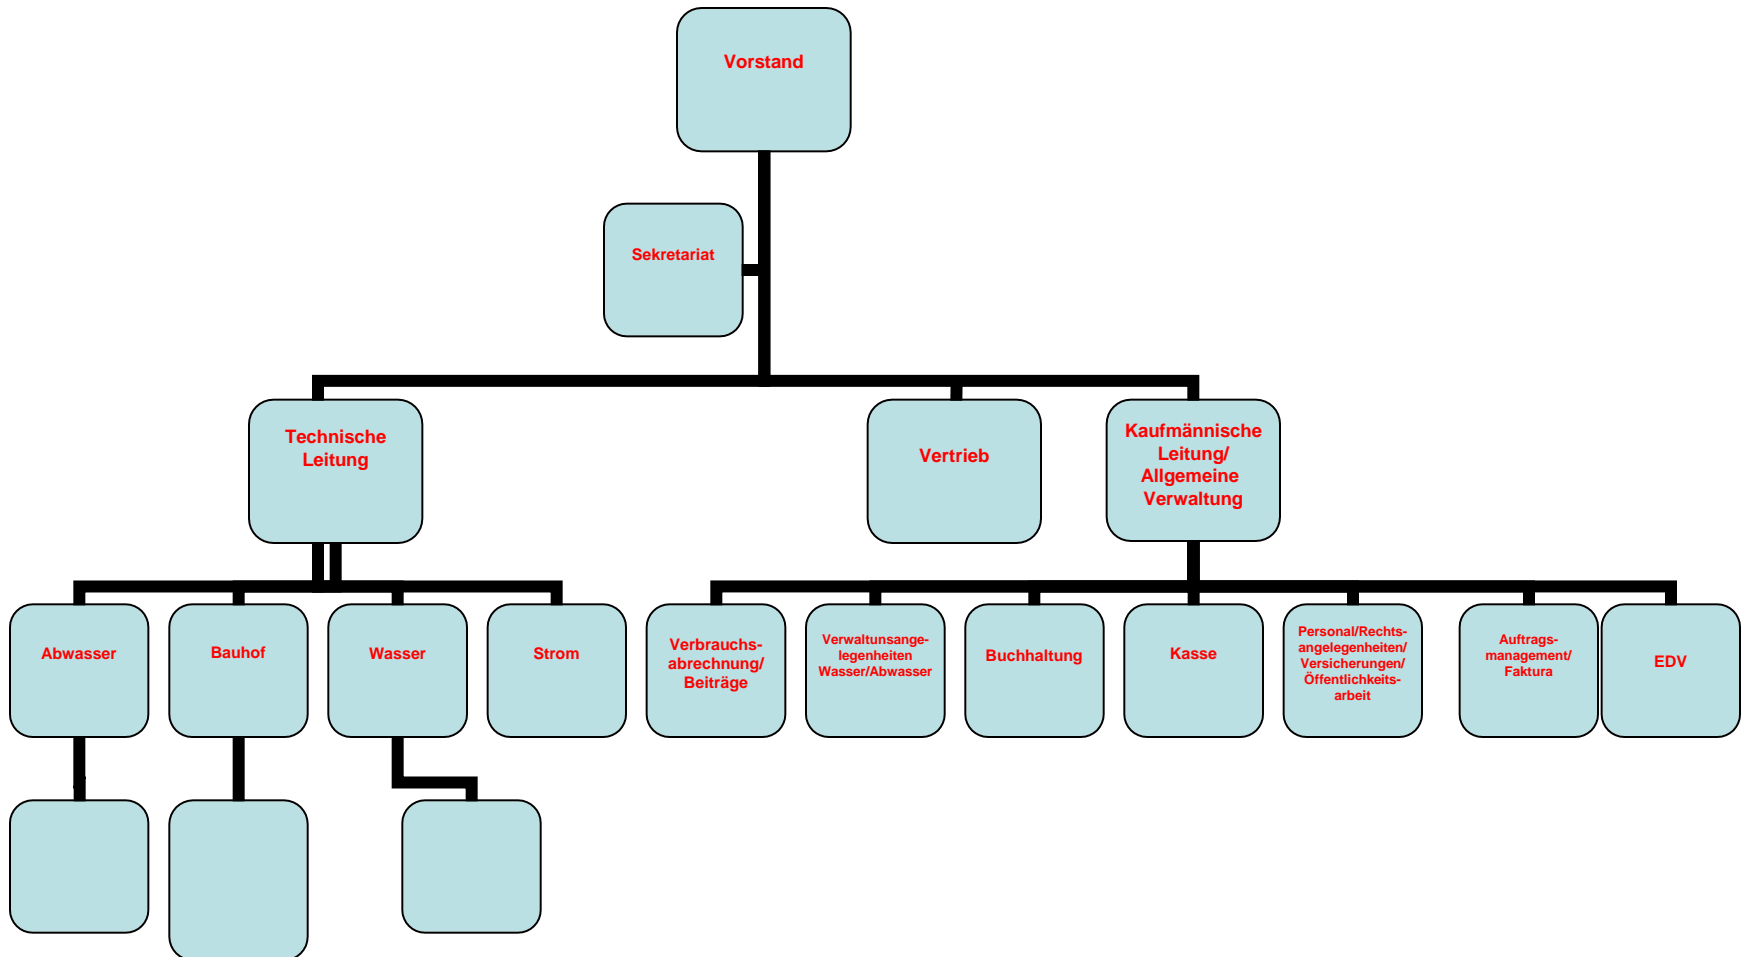 Vorstand
Sekretariat
Technische
Leitung
Vertrieb
Kaufmännische
Leitung/
Allgemeine
Verwaltung
Abwasser
Bauhof
Wasser
Strom
Verbrauchs-
abrechnung/
Beiträge
Verwaltunsange-
legenheiten
Wasser/Abwasser
Buchhaltung
Kasse
Personal/Rechts-
angelegenheiten/
Versicherungen/
Öffentlichkeits-
arbeit
Auftrags-
management/
Faktura
EDV